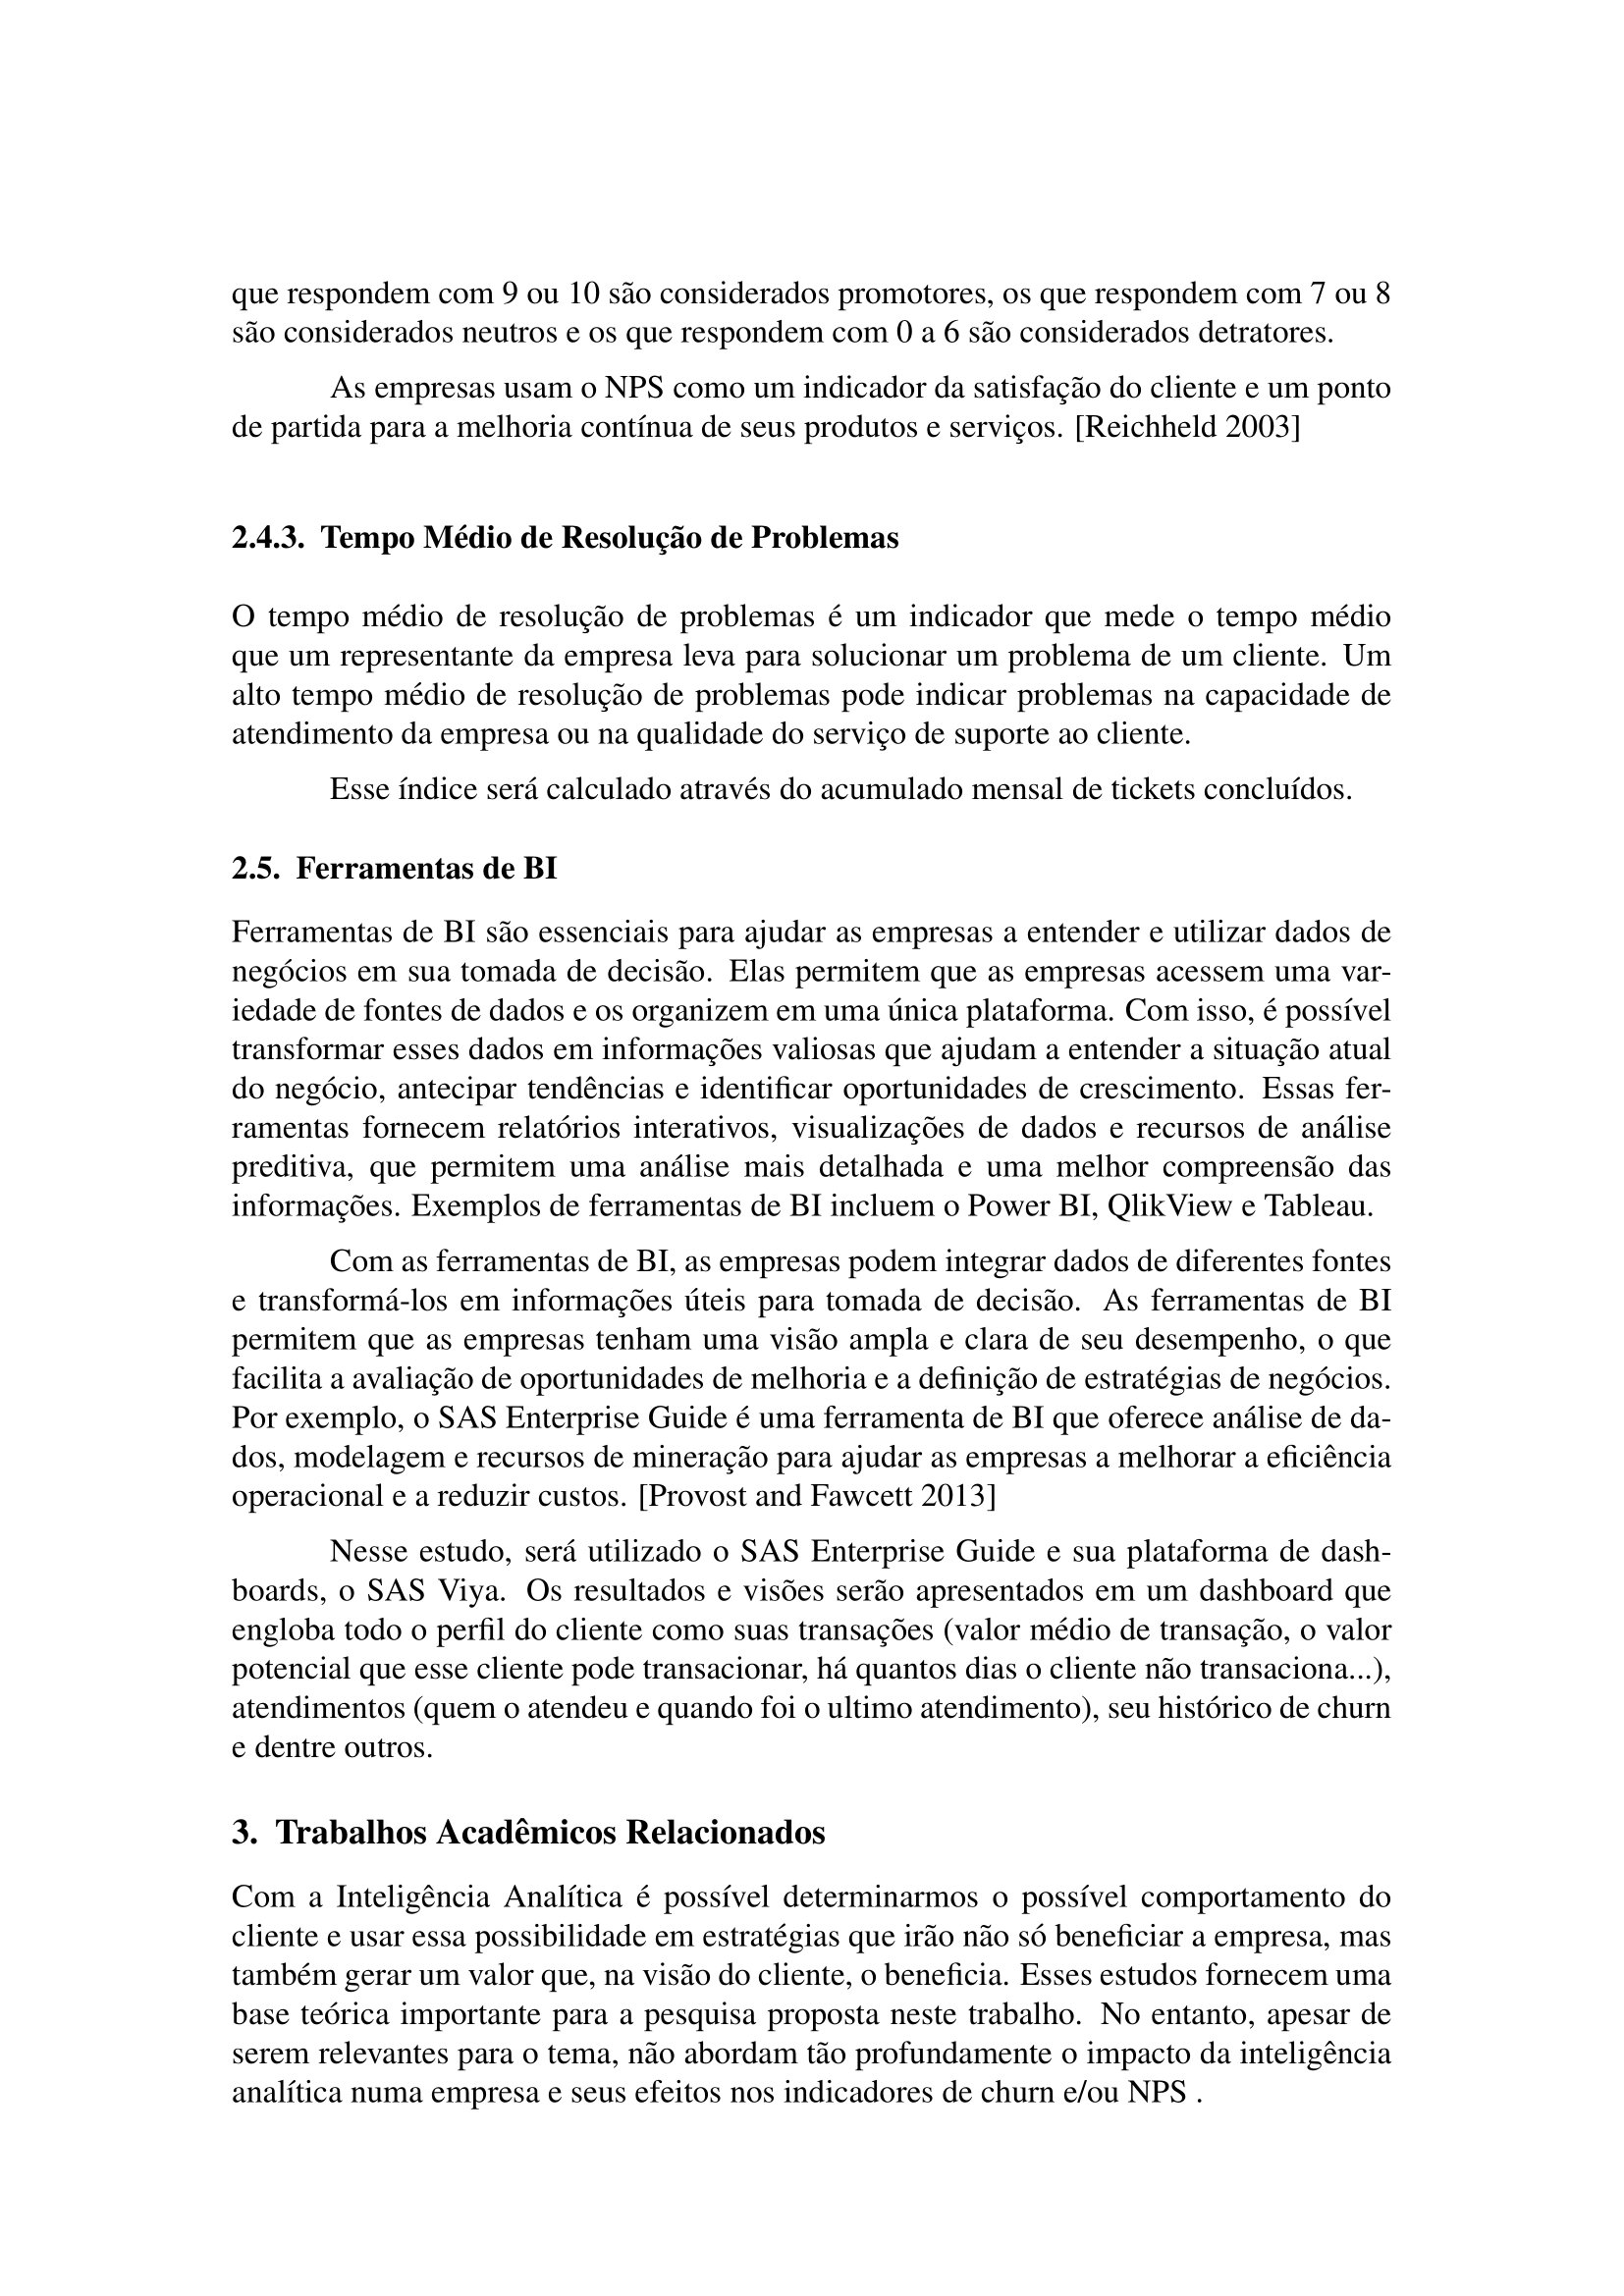 que respondem com 9 ou 10 são considerados promotores, os que respondem com 7 ou 8
são considerados neutros e os que respondem com 0 a 6 são considerados detratores.
As empresas usam o NPS como um indicador da satisfação do cliente e um ponto
de partida para a melhoria contínua de seus produtos e serviços. [Reichheld 2003]
2.4.3. Tempo Médio de Resolução de Problemas
O tempo médio de resolução de problemas é um indicador que mede o tempo médio
que um representante da empresa leva para solucionar um problema de um cliente. Um
alto tempo médio de resolução de problemas pode indicar problemas na capacidade de
atendimento da empresa ou na qualidade do serviço de suporte ao cliente.
Esse índice será calculado através do acumulado mensal de tickets concluídos.
2.5. Ferramentas de BI
Ferramentas de BI são essenciais para ajudar as empresas a entender e utilizar dados de
negócios em sua tomada de decisão. Elas permitem que as empresas acessem uma var-
iedade de fontes de dados e os organizem em uma única plataforma. Com isso, é possível
transformar esses dados em informações valiosas que ajudam a entender a situação atual
do negócio, antecipar tendências e identificar oportunidades de crescimento. Essas fer-
ramentas fornecem relatórios interativos, visualizações de dados e recursos de análise
preditiva, que permitem uma análise mais detalhada e uma melhor compreensão das
informações. Exemplos de ferramentas de BI incluem o Power BI, QlikView e Tableau.
Com as ferramentas de BI, as empresas podem integrar dados de diferentes fontes
e transformá-los em informações úteis para tomada de decisão. As ferramentas de BI
permitem que as empresas tenham uma visão ampla e clara de seu desempenho, o que
facilita a avaliação de oportunidades de melhoria e a definição de estratégias de negócios.
Por exemplo, o SAS Enterprise Guide é uma ferramenta de BI que oferece análise de da-
dos, modelagem e recursos de mineração para ajudar as empresas a melhorar a eficiência
operacional e a reduzir custos. [Provost and Fawcett 2013]
Nesse estudo, será utilizado o SAS Enterprise Guide e sua plataforma de dash-
boards, o SAS Viya. Os resultados e visões serão apresentados em um dashboard que
engloba todo o perfil do cliente como suas transações (valor médio de transação, o valor
potencial que esse cliente pode transacionar, há quantos dias o cliente não transaciona...),
atendimentos (quem o atendeu e quando foi o ultimo atendimento), seu histórico de churn
e dentre outros.
3. Trabalhos Acadêmicos Relacionados
Com a Inteligência Analítica é possível determinarmos o possível comportamento do
cliente e usar essa possibilidade em estratégias que irão não só beneficiar a empresa, mas
também gerar um valor que, na visão do cliente, o beneficia. Esses estudos fornecem uma
base teórica importante para a pesquisa proposta neste trabalho. No entanto, apesar de
serem relevantes para o tema, não abordam tão profundamente o impacto da inteligência
analítica numa empresa e seus efeitos nos indicadores de churn e/ou NPS .